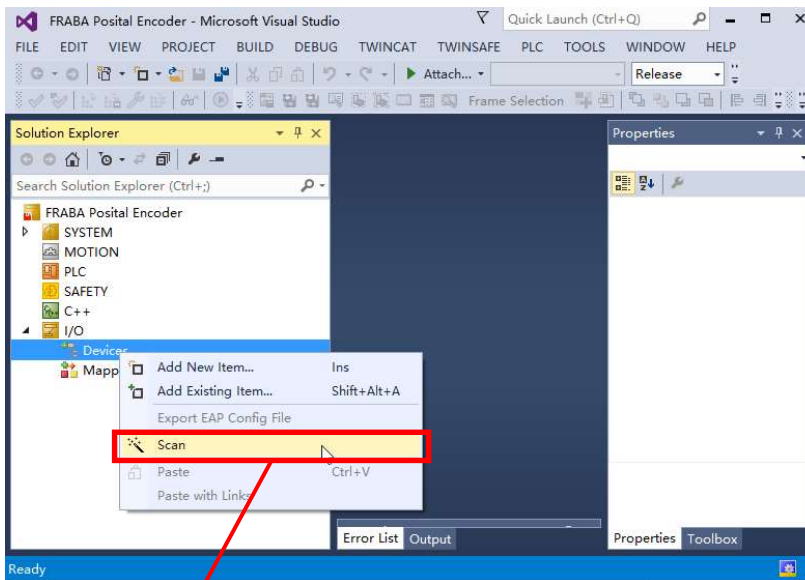 FRABA Posital Encoder - Microsoft Visual Studio
Quick Launch (Ctrl+Q)
FILE EDIT VIEW PROJECT BUILD DEBUG TWINCAT TWINSAFE PLC TOOLS WINDOW HELP
Attach... Release
Frame Selection
Solution Explorer
Search Solution Explorer (Ctrl+;)
FRABA Posital Encoder
SYSTEM
MOTION
PLC
SAFETY
C++
I/O
Devices
Mapp
Add New Item... Ins
Add Existing Item... Shift+Alt+A
Export EAP Config File
Scan
Paste Ctrl+V
Paste with Links
Properties
Error List Output
Properties Toolbox
Ready